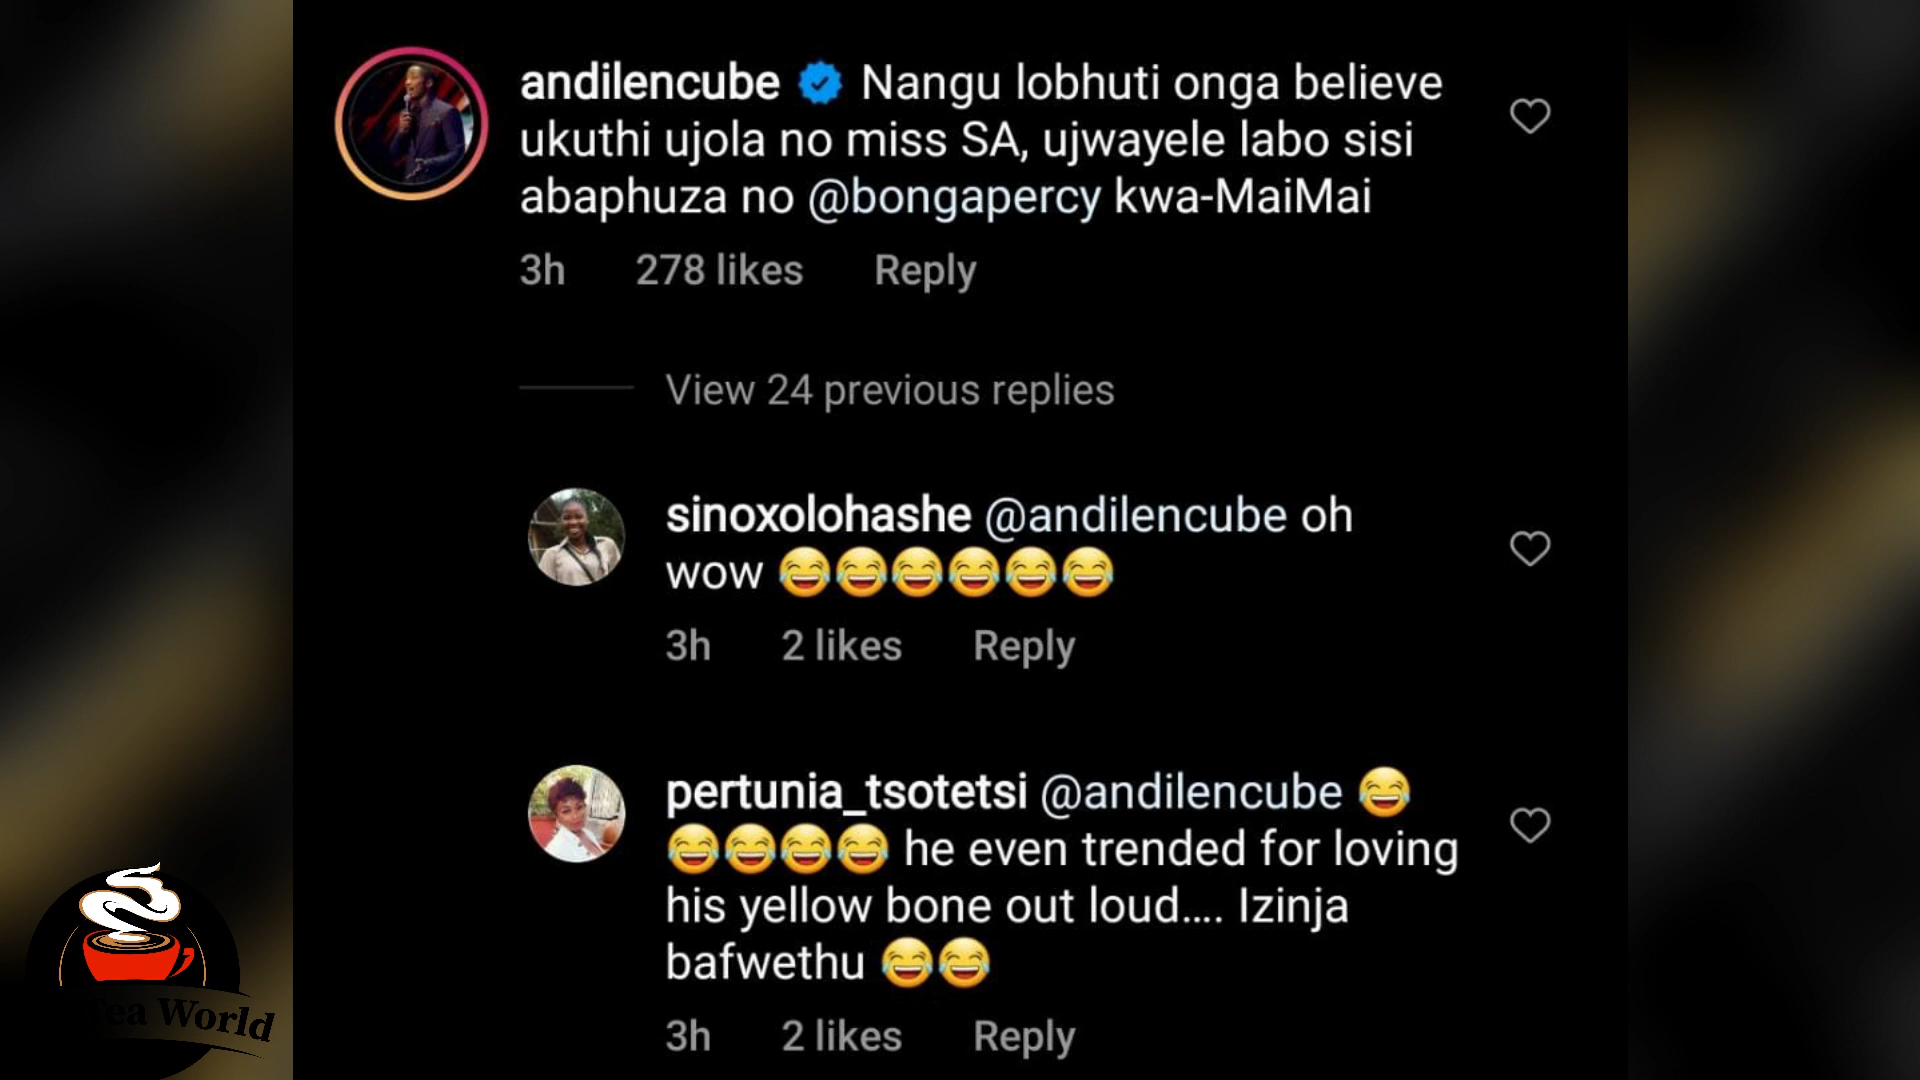 andilencube Nangu lobhuti onga believe
ukuthi ujola no miss SA, ujwayele labo sisi
abaphuza no @bongapercy kwa-MaiMai
3h 278 likes Reply
View 24 previous replies
sinoxolohashe @andilencube oh
wow 😂😂😂😂😂😂
3h 2 likes Reply
pertunia_tsotetsi @andilencube 😂
😂😂😂😂 he even trended for loving
his yellow bone out loud.... Izinja
bafwethu 😂😂
3h 2 likes Reply
Tea World